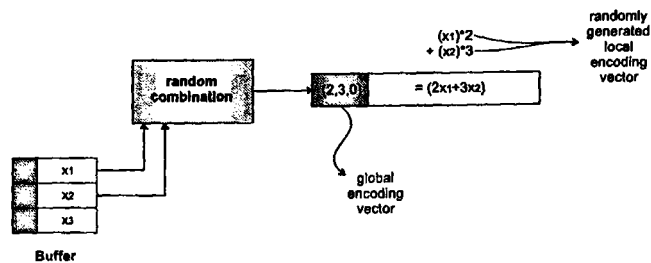 (x1)*2
+ (x2)*3
randomly
generated
local
encoding
vector
random
combination
(2,3,0)
= (2x1+3x2)
global
encoding
vector
x1
x2
x3
Buffer